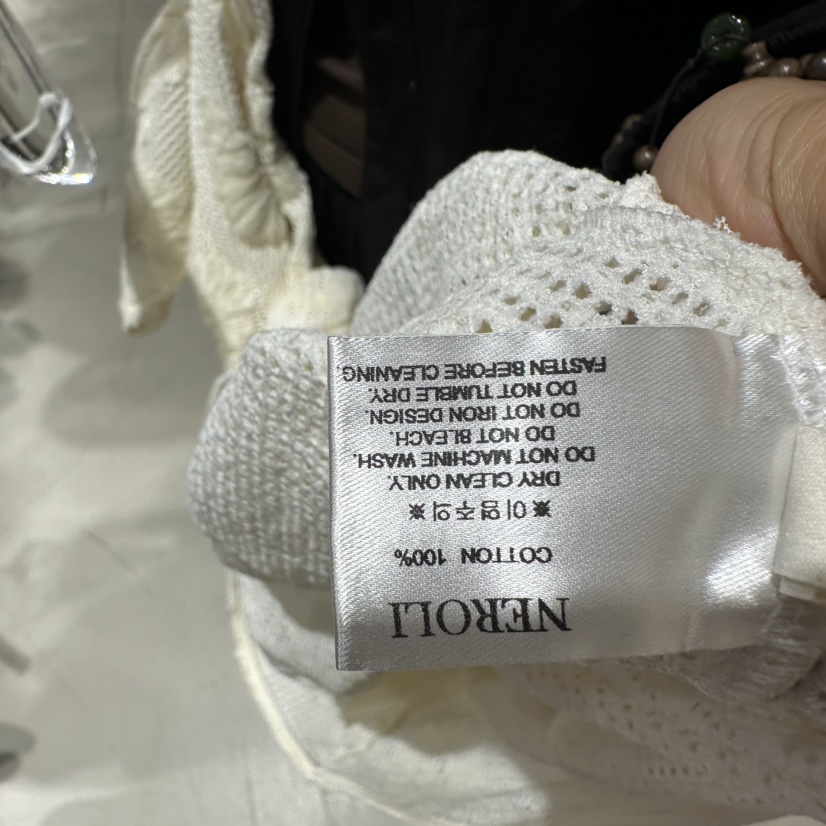 NEROLI
COTTON 100%
※이염주의※
DRY CLEAN ONLY.
DO NOT MACHINE WASH.
DO NOT BLEACH.
DO NOT IRON DESIGN.
DO NOT TUMBLE DRY.
FASTEN BEFORE CLEANING.